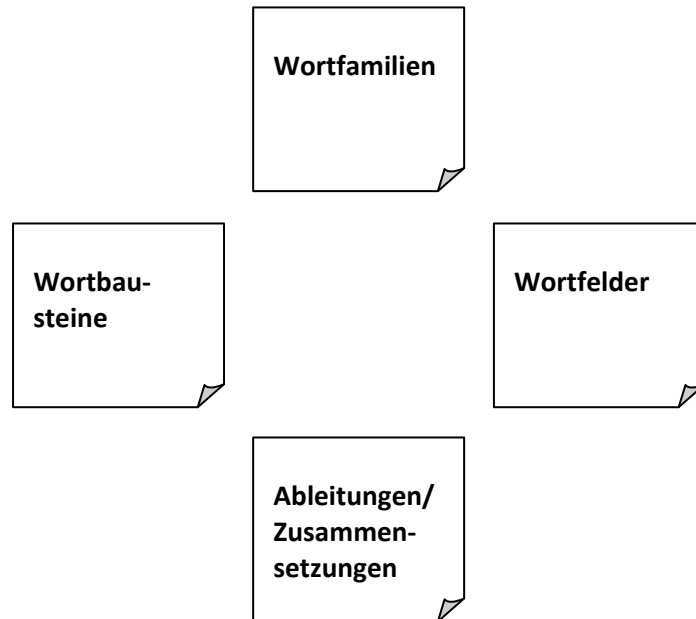 Wortfamilien
Wortbau-
steine
Wortfelder
Ableitungen/
Zusammen-
setzungen